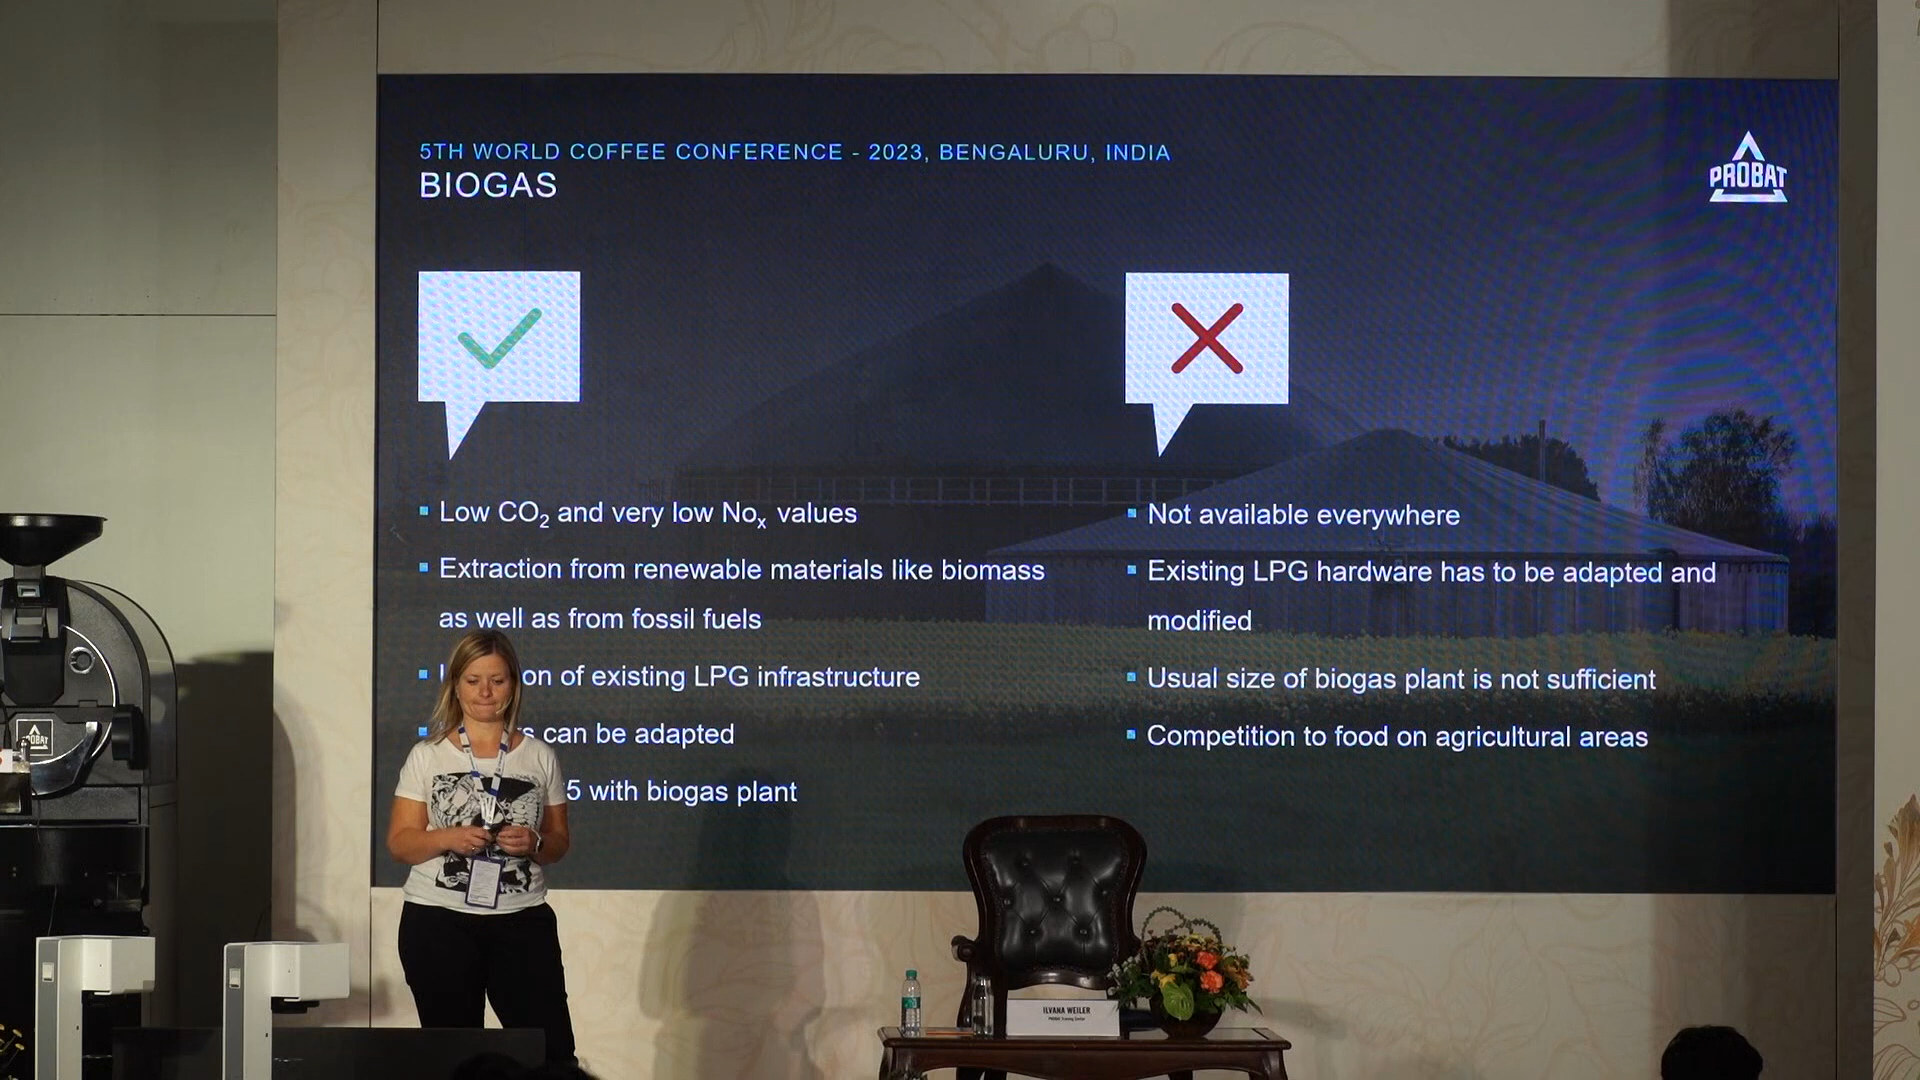 5TH WORLD COFFEE CONFERENCE - 2023, BENGALURU, INDIA
BIOGAS
PROBAT
Low CO₂ and very low Noₓ values
Extraction from renewable materials like biomass
as well as from fossil fuels
on of existing LPG infrastructure
can be adapted
5 with biogas plant
Not available everywhere
Existing LPG hardware has to be adapted and
modified
Usual size of biogas plant is not sufficient
Competition to food on agricultural areas
ILVANA WEILER
PROBAT Training Center